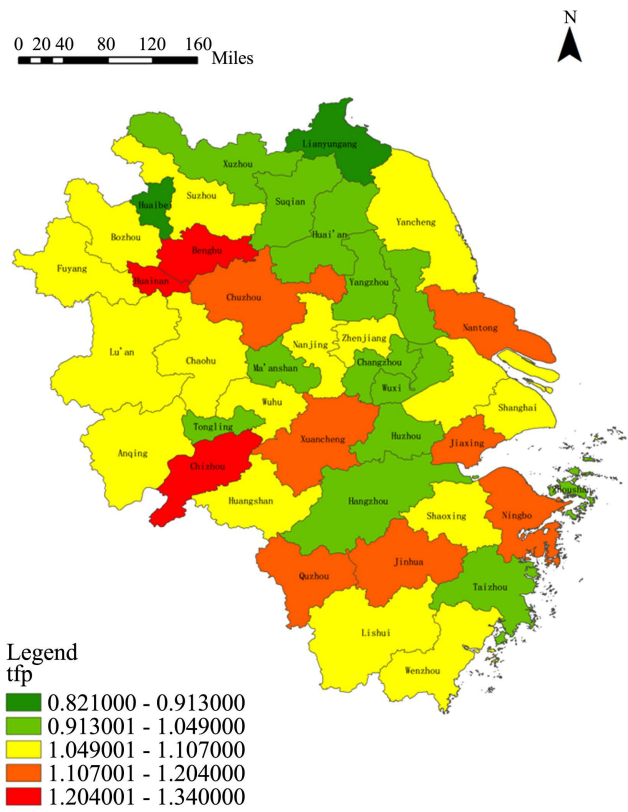 N
0 20 40 80 120 160
Miles
Lianyungang
Xuzhou
Suzhou
Huaibei
Suqian
Yancheng
Huai'an
Bozhou
Bengbu
Fuyang
Huainan
Yangzhou
Chuzhou
Nantong
Nanjing
Zhenjiang
Lu'an
Chaohu
Ma'anshan
Changzhou
Wuxi
Wuhu
Shanghai
Tongling
Xuancheng
Huzhou
Jiaxing
Anqing
Chizhou
Huangshan
Hangzhou
Zhoushan
Shaoxing
Ningbo
Quzhou
Jinhua
Taizhou
Lishui
Wenzhou
Legend
tfp
0.821000 - 0.913000
0.913001 - 1.049000
1.049001 - 1.107000
1.107001 - 1.204000
1.204001 - 1.340000